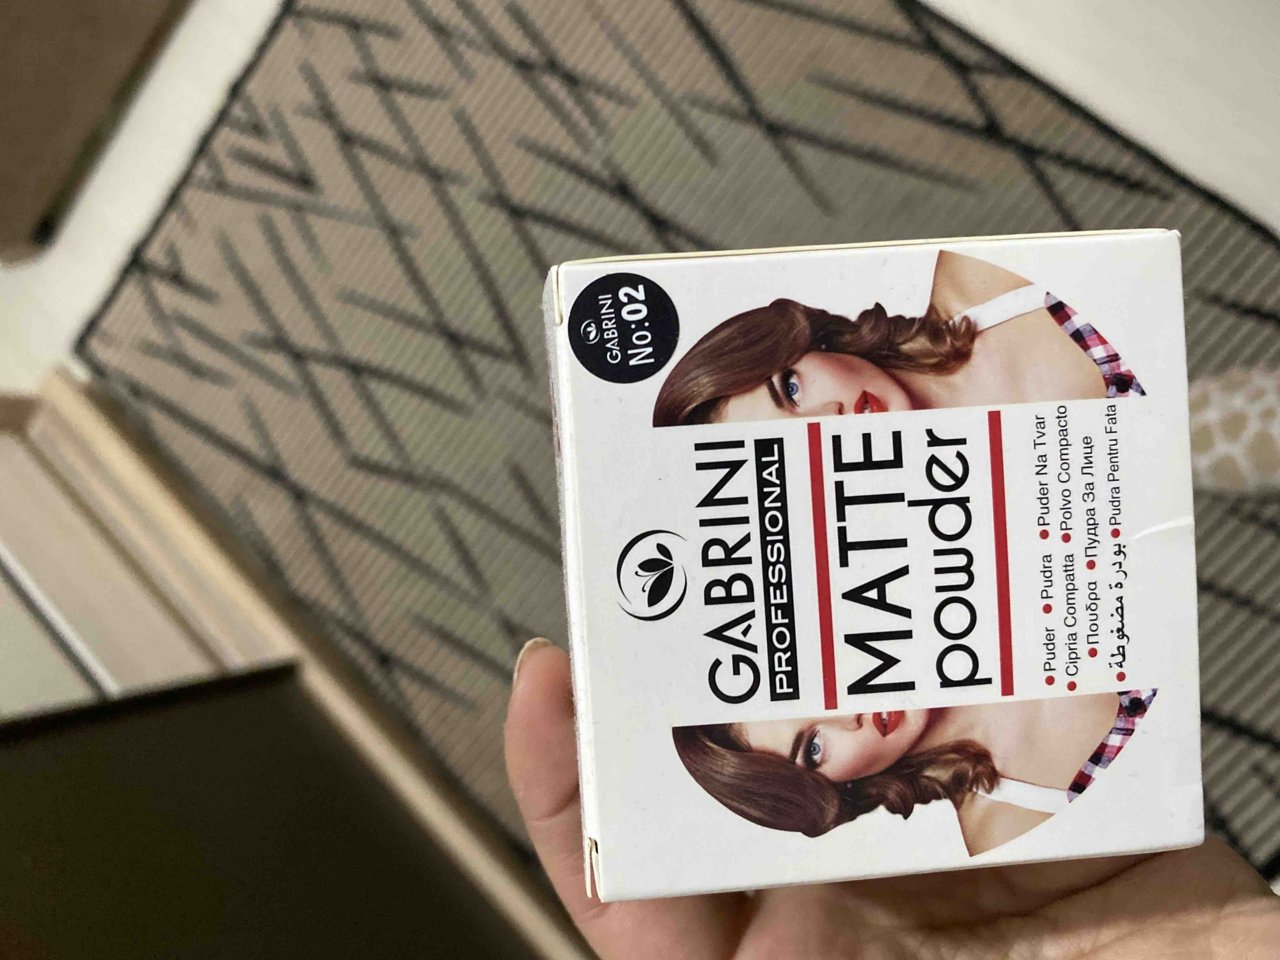 GABRINI
No:02
GABRINI
PROFESSIONAL
MATTE
powder
•Puder •Pudra •Puder Na Tvar
•Cipria Compatta •Polvo Compacto
•Πουδρα •Пудра За Лице
•بودرة مضغوطة •Pudra Pentru Fata